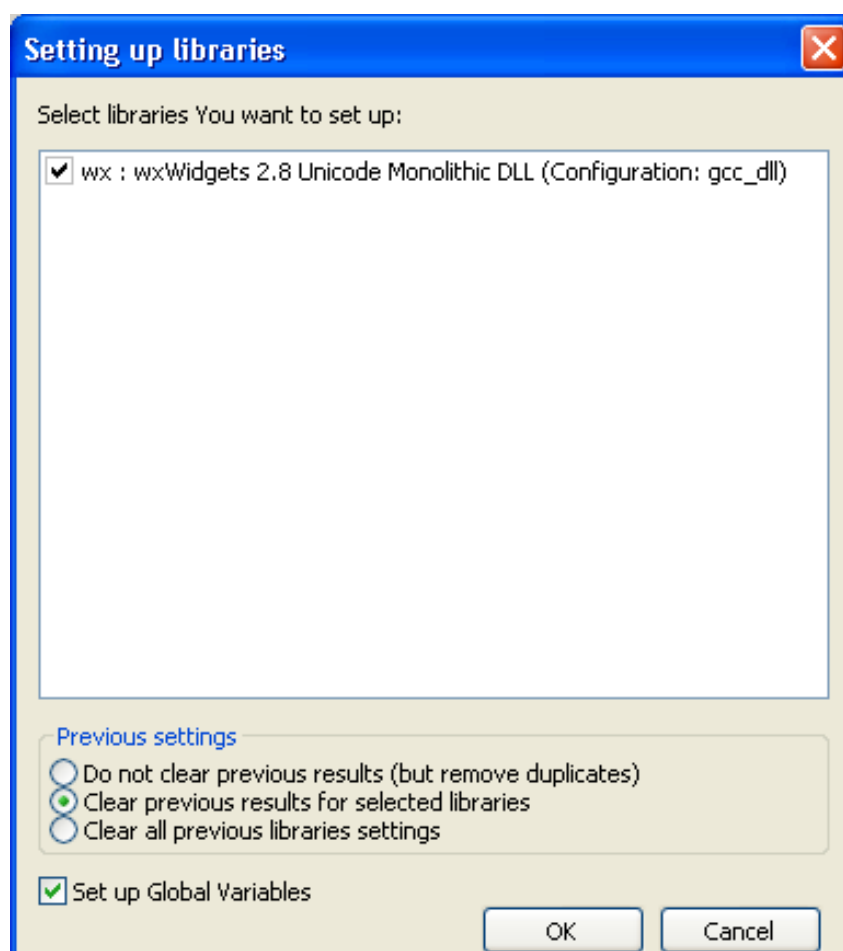 Setting up libraries
Select libraries You want to set up:
wx : wxWidgets 2.8 Unicode Monolithic DLL (Configuration: gcc_dll)
Previous settings
Do not clear previous results (but remove duplicates)
Clear previous results for selected libraries
Clear all previous libraries settings
Set up Global Variables
OK Cancel